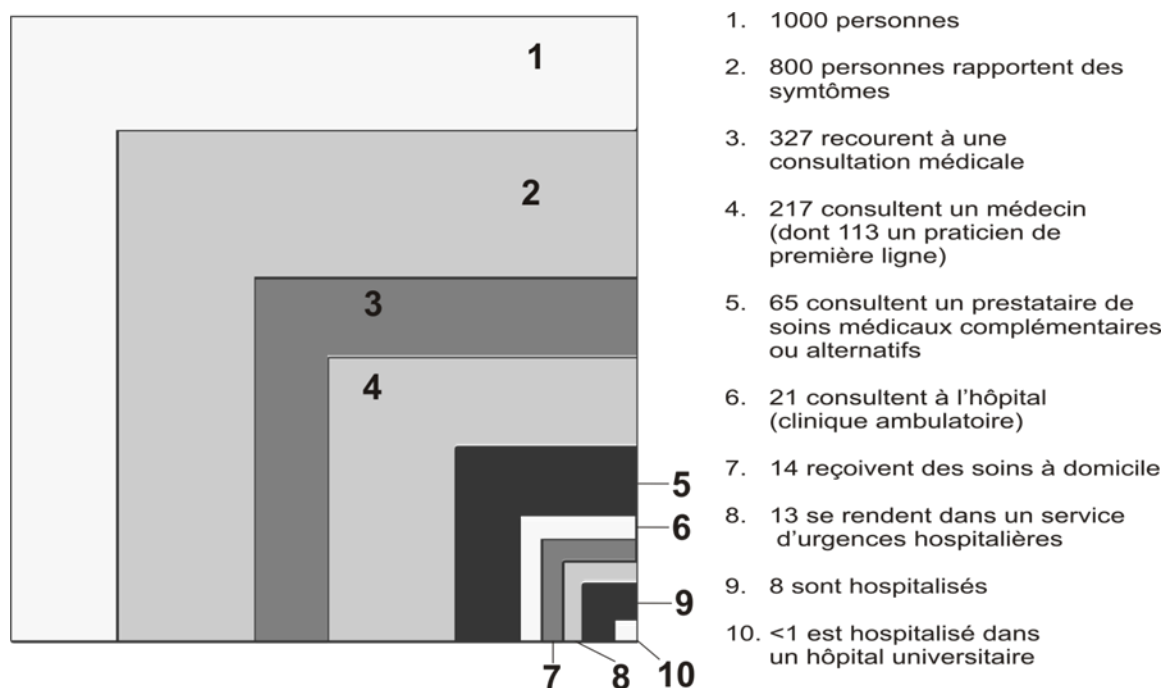 1
2
3
4
5
6
7
8
9
10
1. 1000 personnes
2. 800 personnes rapportent des
symtômes
3. 327 recourent à une
consultation médicale
4. 217 consultent un médecin
(dont 113 un praticien de
première ligne)
5. 65 consultent un prestataire de
soins médicaux complémentaires
ou alternatifs
6. 21 consultent à l'hôpital
(clinique ambulatoire)
7. 14 reçoivent des soins à domicile
8. 13 se rendent dans un service
d'urgences hospitalières
9. 8 sont hospitalisés
10. <1 est hospitalisé dans
un hôpital universitaire